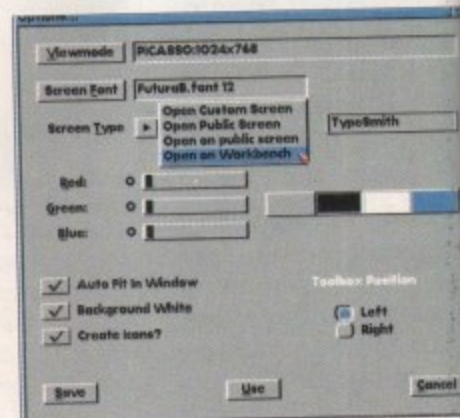 Options...
Viewmode PICASSO:1024x768
Screen Font FuturaB.font 12
Open Custom Screen
Screen Type Open Public Screen TypeSmith
Open on public screen
Open on Workbench
Red: 0
Green: 0
Blue: 0
Auto Fit In Window Toolbox Position
Background White Left
Create Icons? Right
Save Use Cancel